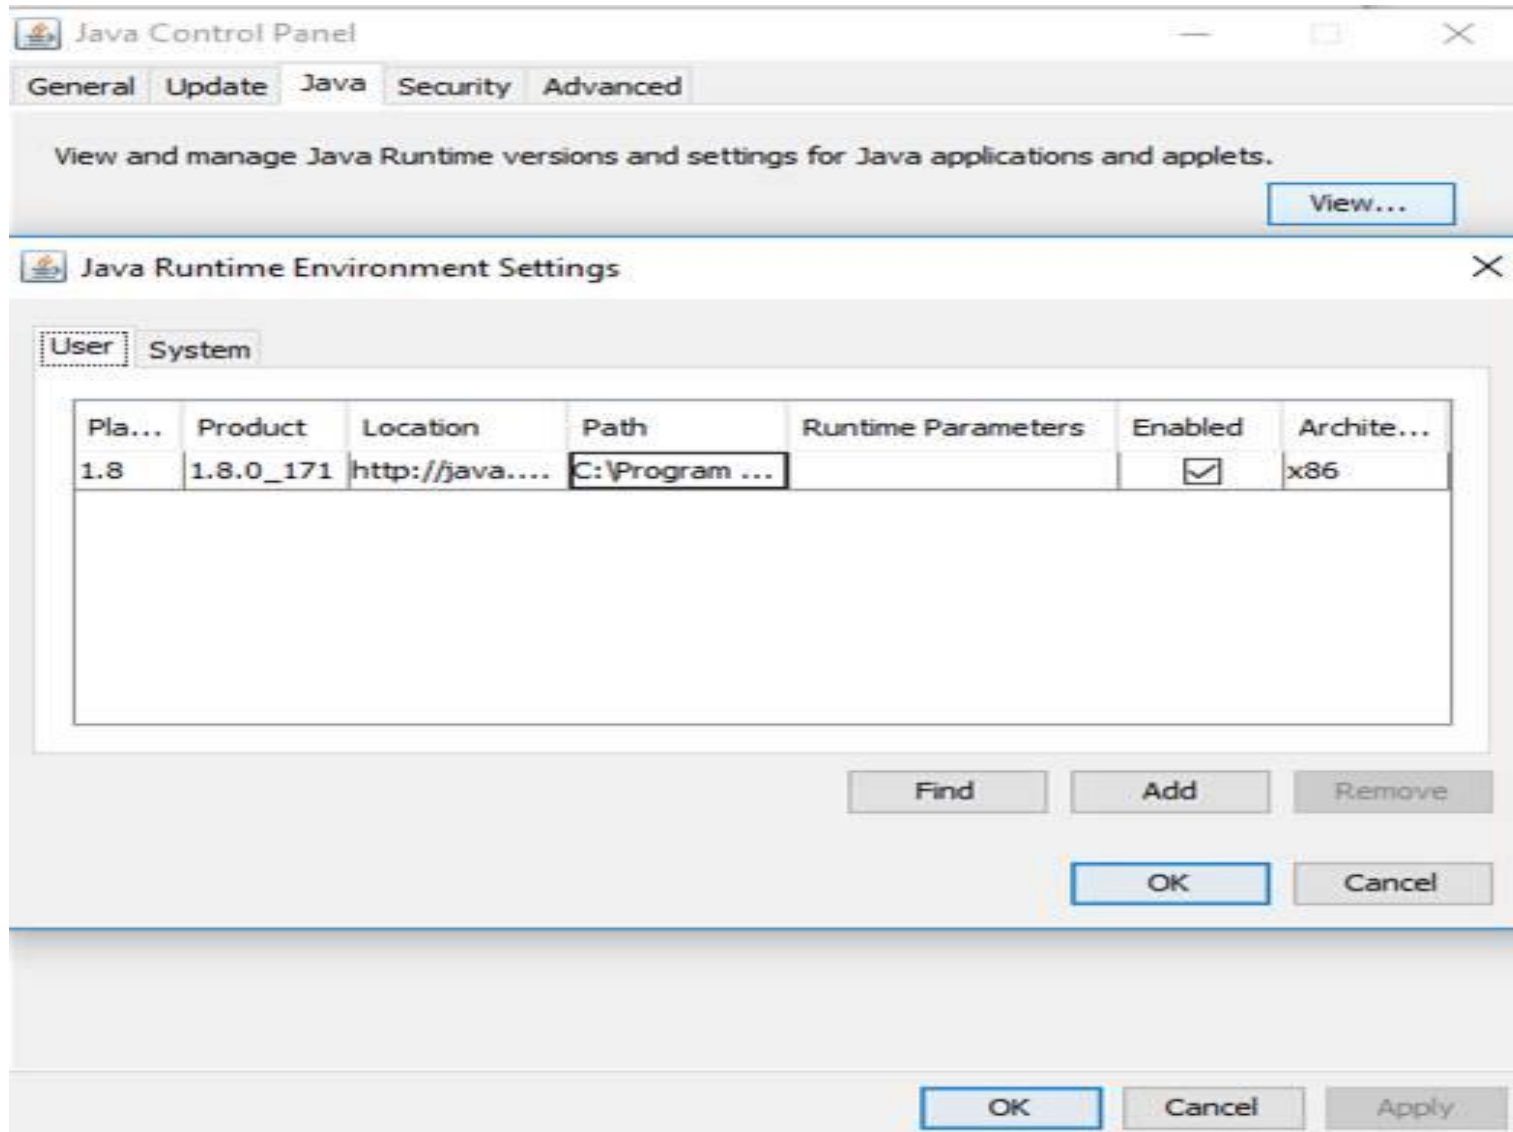 Java Control Panel
General Update Java Security Advanced
View and manage Java Runtime versions and settings for Java applications and applets.
View...
Java Runtime Environment Settings
User System
Pla... Product Location Path Runtime Parameters Enabled Archite...
1.8 1.8.0_171 http://java.... C:\Program ... x86
Find Add Remove
OK Cancel
OK Cancel Apply